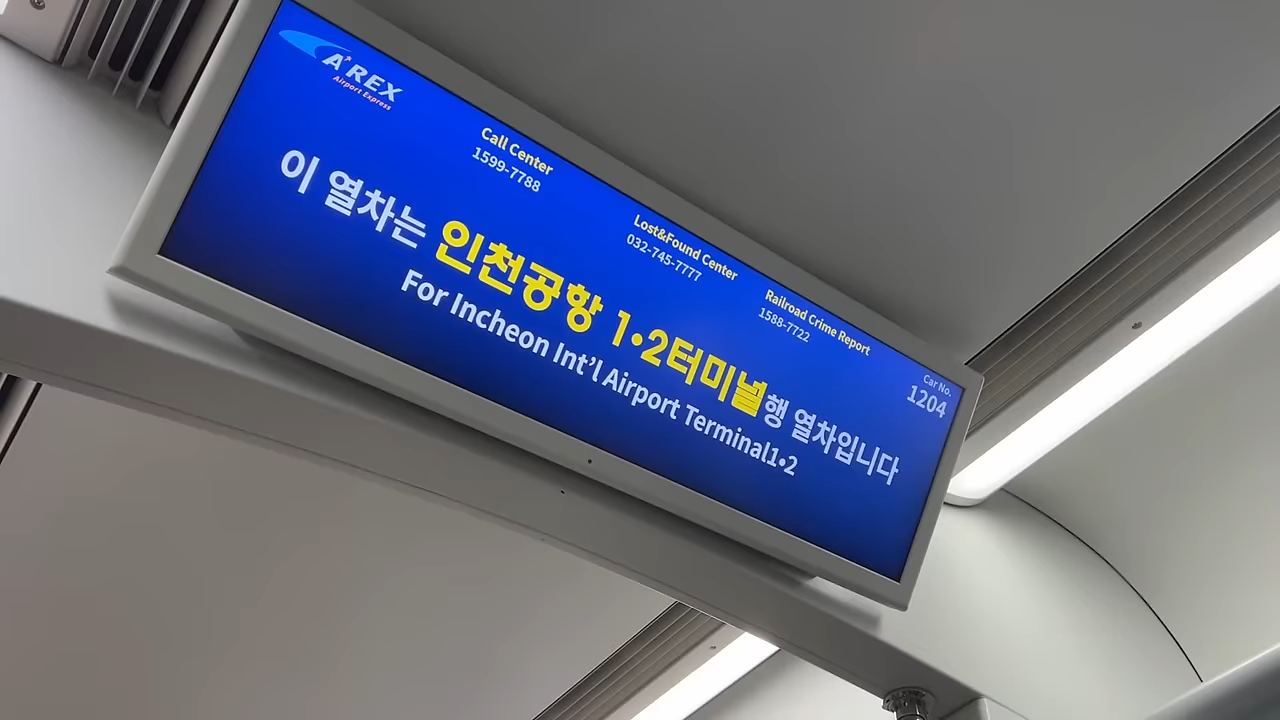 A'REX
Airport Express
Call Center
1599-7788
Lost&Found Center
032-745-7777
Railroad Crime Report
1588-7722
Car No.
1204
이 열차는 인천공항 1•2터미널행 열차입니다
For Incheon Int'l Airport Terminal1•2